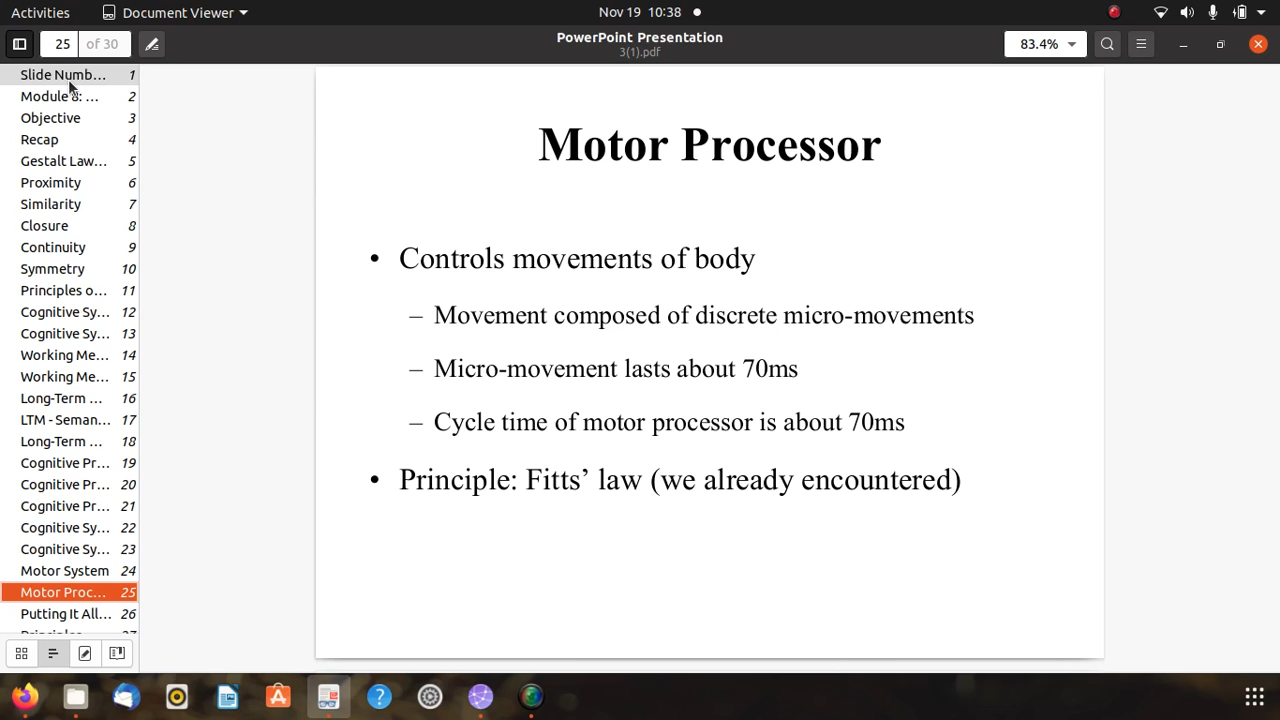 Activities
Document Viewer
Nov 19 10:38
25 of 30
PowerPoint Presentation
3(1).pdf
83.4%
Slide Numb... 1
Module 8: ... 2
Objective 3
Recap 4
Gestalt Law... 5
Proximity 6
Similarity 7
Closure 8
Continuity 9
Symmetry 10
Principles o... 11
Cognitive Sy... 12
Cognitive Sy... 13
Working Me... 14
Working Me... 15
Long-Term ... 16
LTM - Seman... 17
Long-Term ... 18
Cognitive Pr... 19
Cognitive Pr... 20
Cognitive Pr... 21
Cognitive Sy... 22
Cognitive Sy... 23
Motor System 24
Motor Proc... 25
Putting It All... 26
Motor Processor
• Controls movements of body
– Movement composed of discrete micro-movements
– Micro-movement lasts about 70ms
– Cycle time of motor processor is about 70ms
• Principle: Fitts’ law (we already encountered)